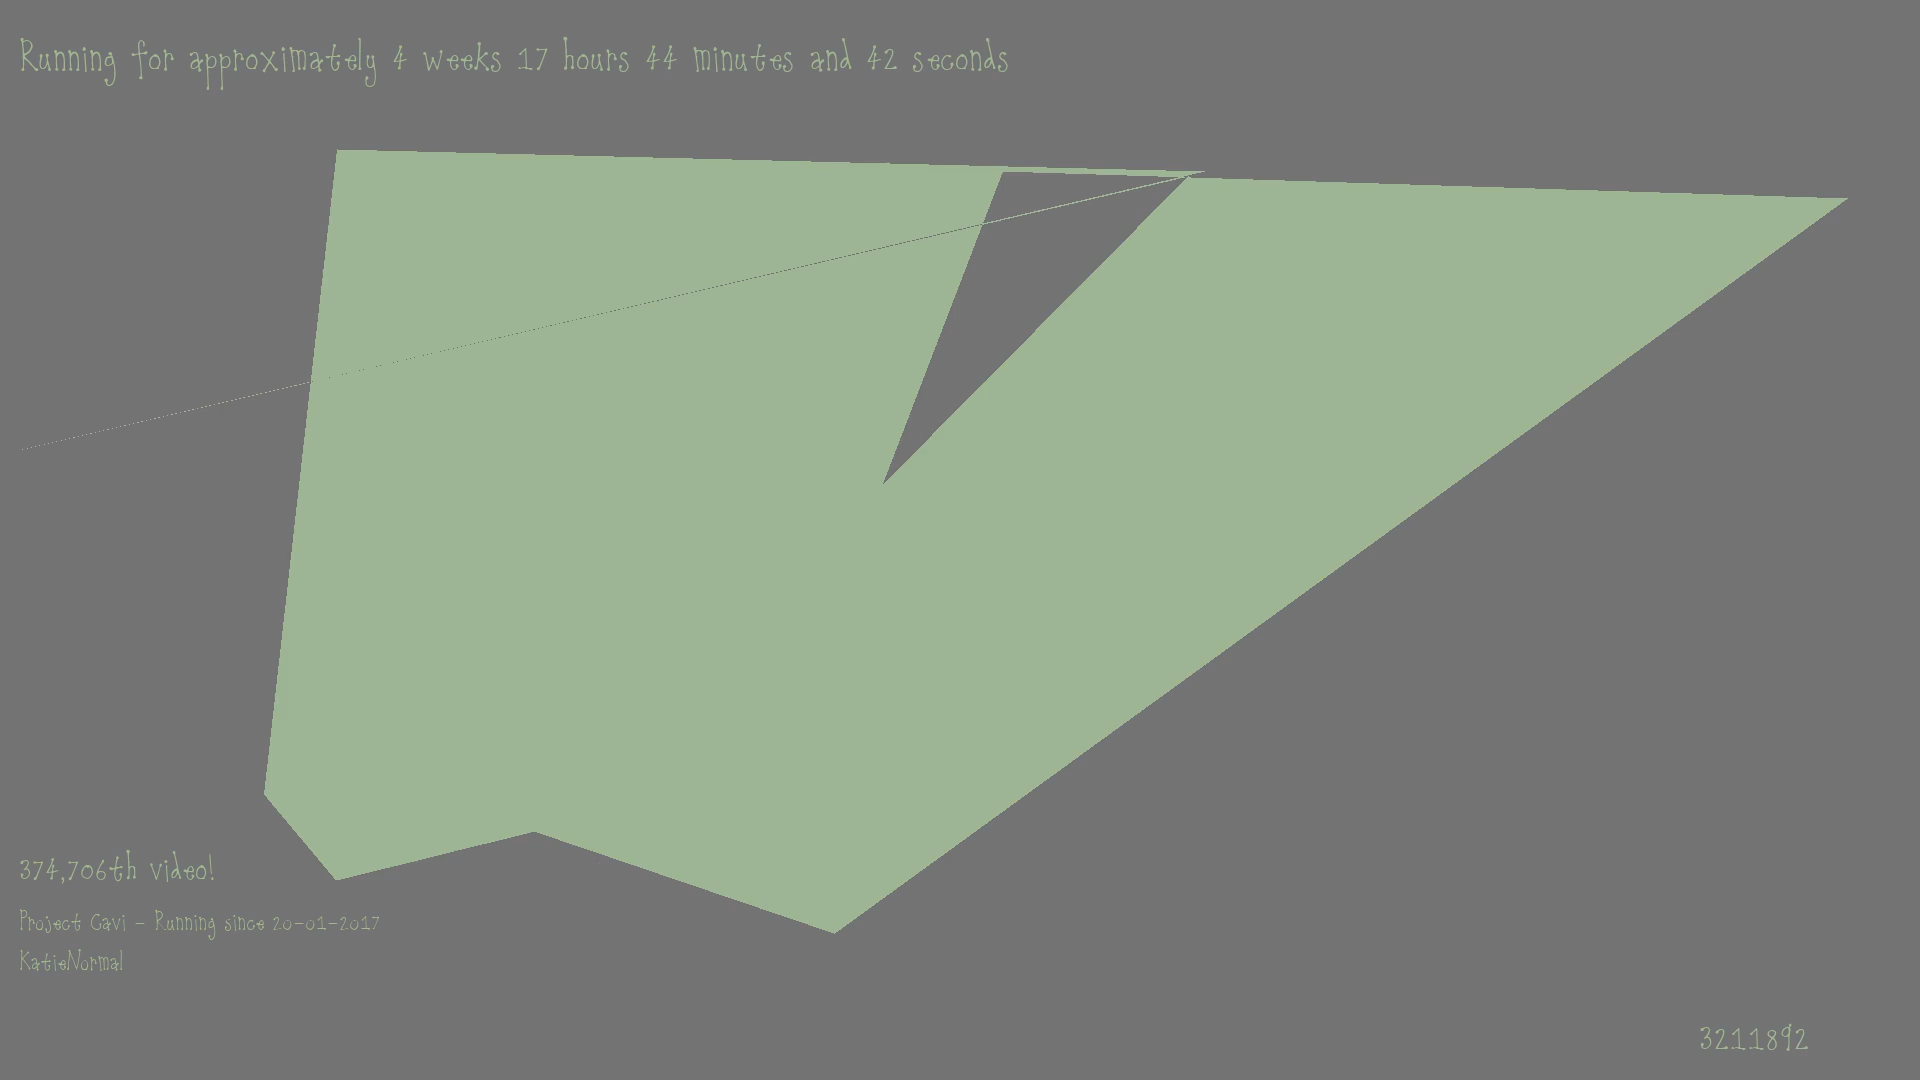 Running for approximately 4 weeks 17 hours 44 minutes and 42 seconds
374,706th video!
Project Cavi - Running since 20-01-2017
KatieNormal
3211892